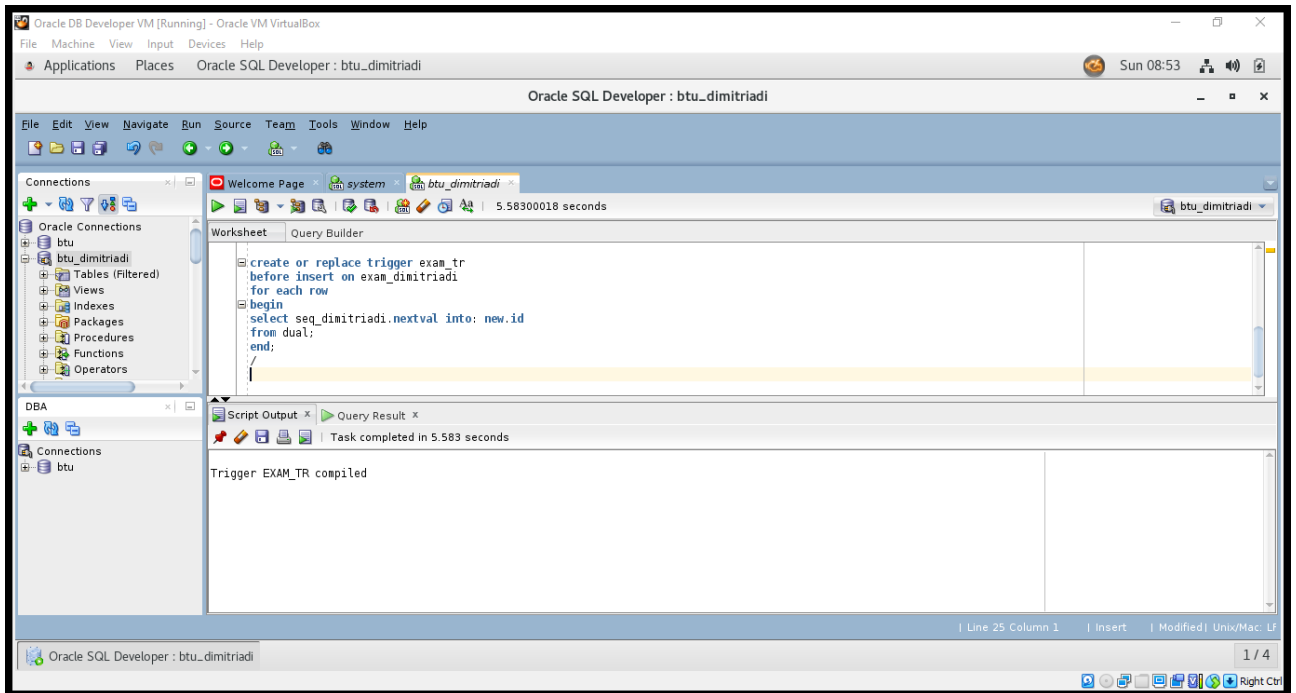 Oracle DB Developer VM [Running] - Oracle VM VirtualBox
File Machine View Input Devices Help
Applications Places Oracle SQL Developer : btu_dimitriadi
Sun 08:53
Oracle SQL Developer : btu_dimitriadi
File Edit View Navigate Run Source Team Tools Window Help
Connections
Oracle Connections
btu
btu_dimitriadi
Tables (Filtered)
Views
Indexes
Packages
Procedures
Functions
Operators
DBA
Connections
btu
Welcome Page system btu_dimitriadi
5.58300018 seconds
btu_dimitriadi
Worksheet Query Builder
create or replace trigger exam_tr
before insert on exam_dimitriadi
for each row
begin
select seq_dimitriadi.nextval into: new.id
from dual;
end;
/
Script Output x Query Result x
Task completed in 5.583 seconds
Trigger EXAM_TR compiled
Line 25 Column 1 | Insert | Modified | Unix/Mac: LF
Oracle SQL Developer : btu_dimitriadi
1 / 4
Right Ctrl